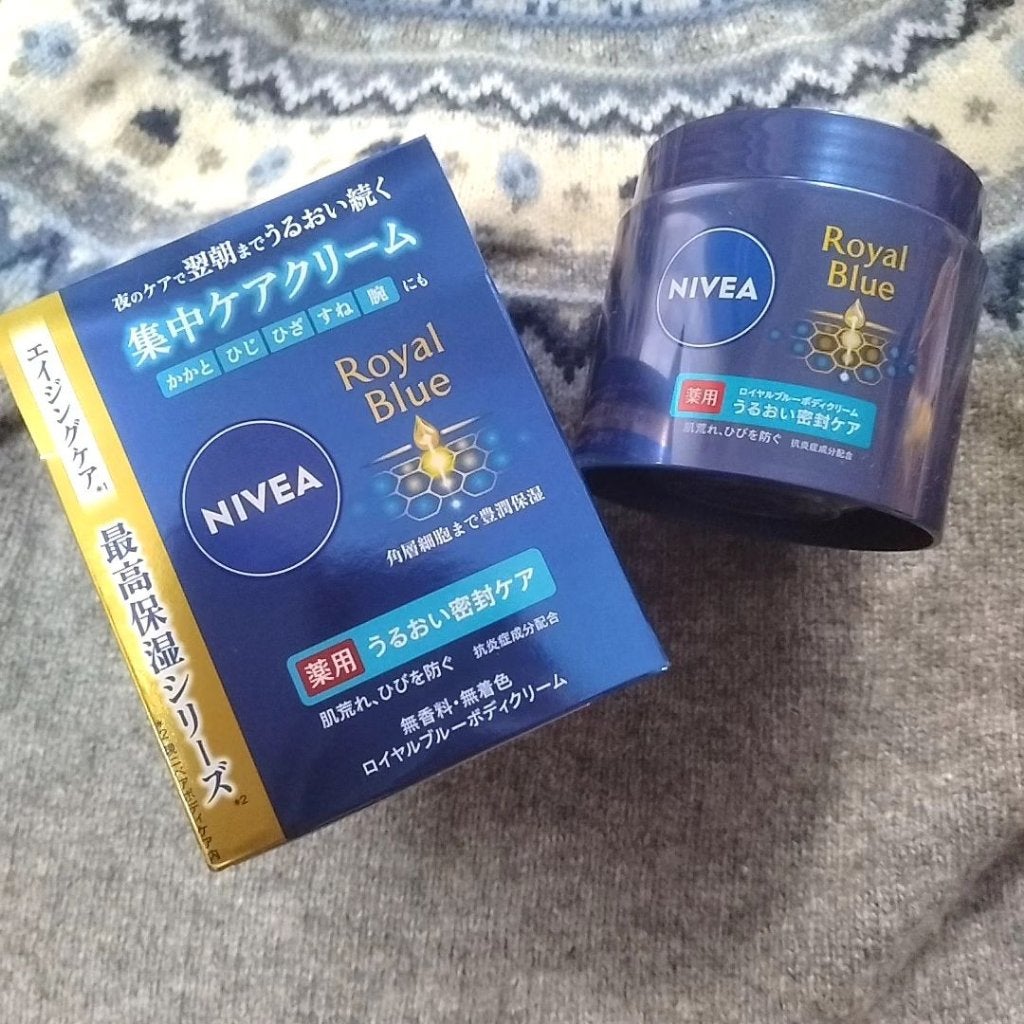 夜のケアで翌朝までうるおい続く
集中ケアクリーム
かかと ひじ ひざ すね 腕 にも
エイジングケア※1
最高保湿シリーズ※2
Royal
Blue
NIVEA
角層細胞まで豊潤保湿
薬用 うるおい密封ケア
肌荒れ、ひびを防ぐ 抗炎症成分配合
無香料・無着色
ロイヤルブルーボディクリーム
NIVEA
Royal
Blue
薬用
ロイヤルブルーボディクリーム
うるおい密封ケア
肌荒れ、ひびを防ぐ 抗炎症成分配合